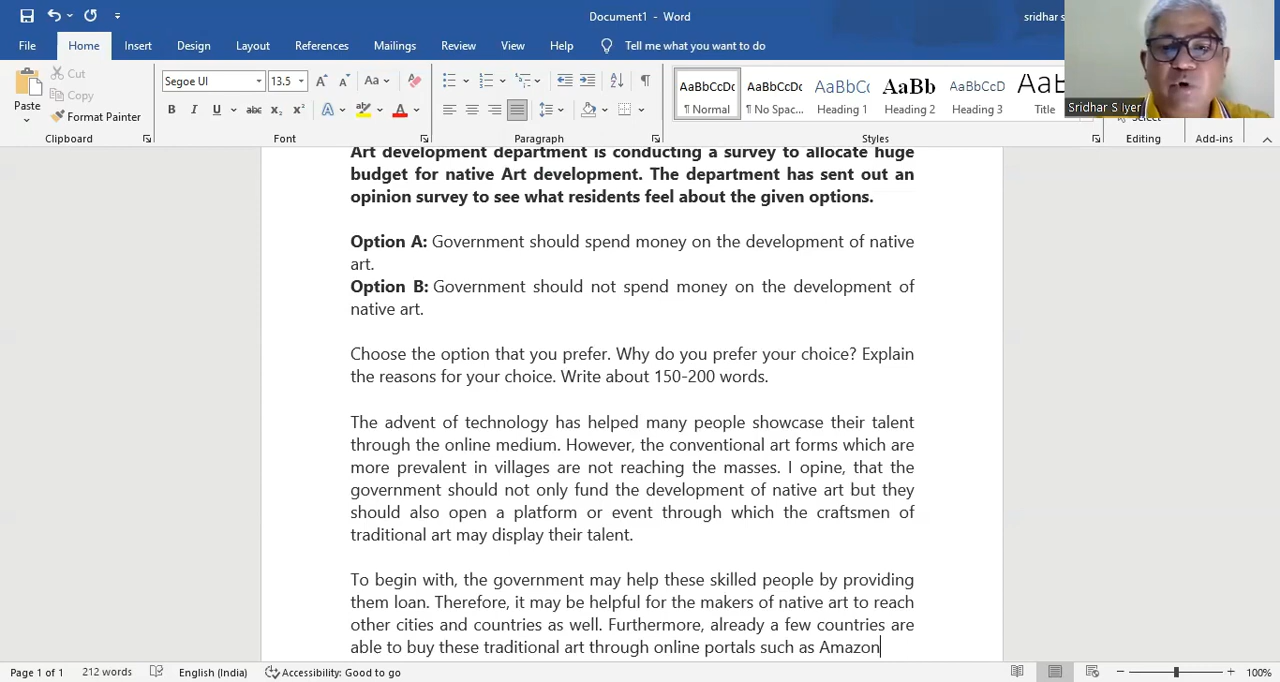 Document1 - Word
sridhar s
File Home Insert Design Layout References Mailings Review View Help Tell me what you want to do
Paste
Cut
Copy
Format Painter
Clipboard
Segoe UI 13.5
Font
Paragraph
AaBbCcDc AaBbCcDc AaBbCc AaBb AaBbCcD AaB
¶ Normal ¶ No Spac... Heading 1 Heading 2 Heading 3 Title
Styles
Sridhar S Iyer
Select
Editing
Add-ins
Art development department is conducting a survey to allocate huge
budget for native Art development. The department has sent out an
opinion survey to see what residents feel about the given options.
Option A: Government should spend money on the development of native
art.
Option B: Government should not spend money on the development of
native art.
Choose the option that you prefer. Why do you prefer your choice? Explain
the reasons for your choice. Write about 150-200 words.
The advent of technology has helped many people showcase their talent
through the online medium. However, the conventional art forms which are
more prevalent in villages are not reaching the masses. I opine, that the
government should not only fund the development of native art but they
should also open a platform or event through which the craftsmen of
traditional art may display their talent.
To begin with, the government may help these skilled people by providing
them loan. Therefore, it may be helpful for the makers of native art to reach
other cities and countries as well. Furthermore, already a few countries are
able to buy these traditional art through online portals such as Amazon
Page 1 of 1 212 words English (India) Accessibility: Good to go 100%